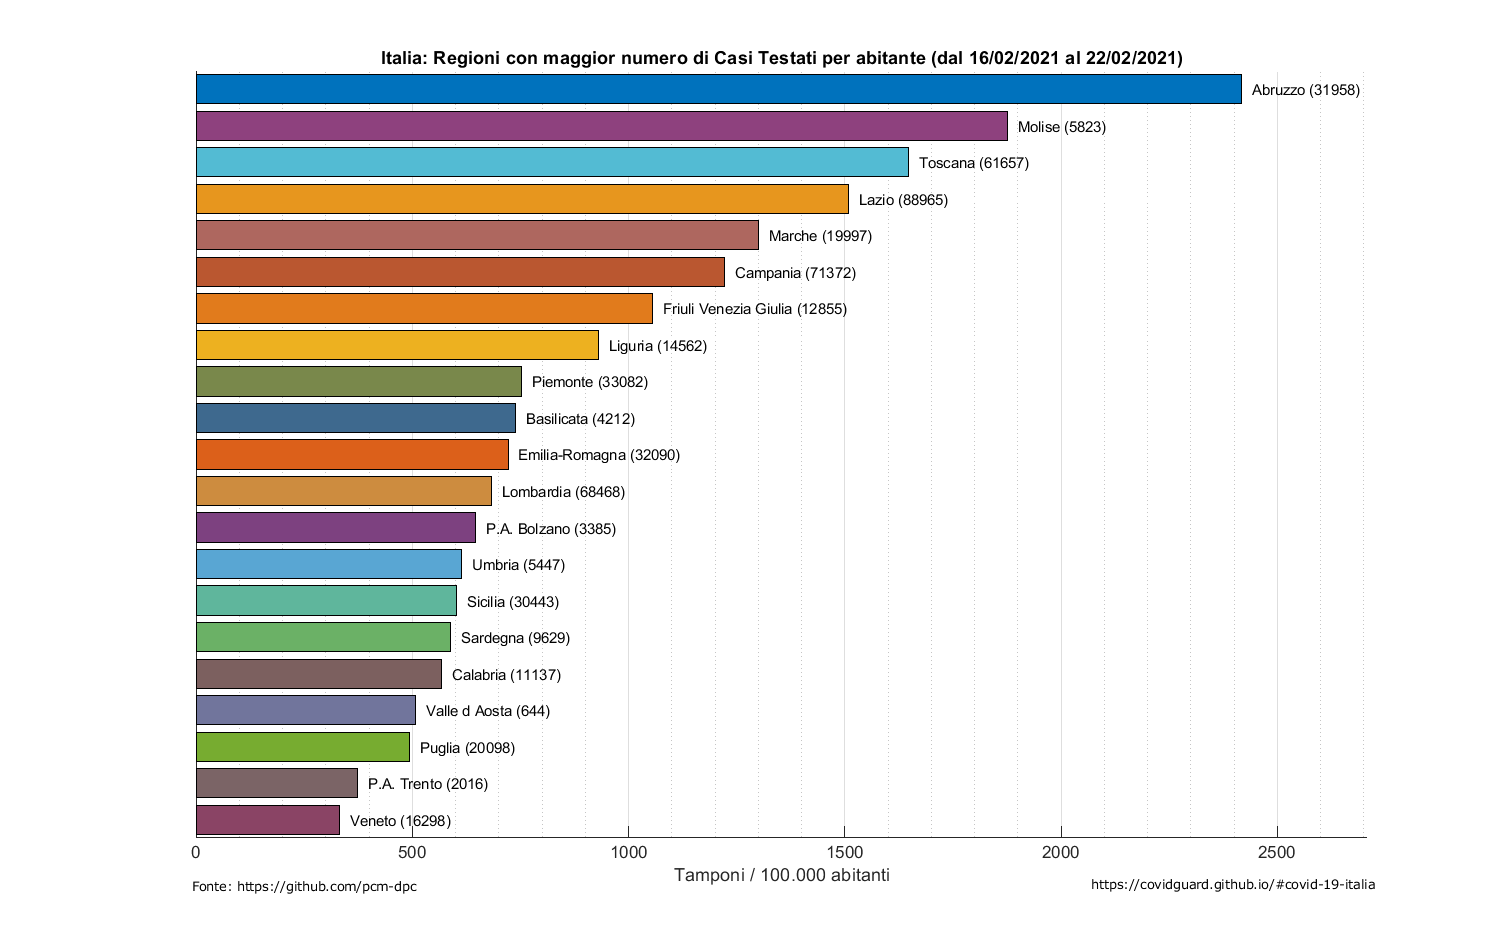 Italia: Regioni con maggior numero di Casi Testati per abitante (dal 16/02/2021 al 22/02/2021)
Abruzzo (31958)
Molise (5823)
Toscana (61657)
Lazio (88965)
Marche (19997)
Campania (71372)
Friuli Venezia Giulia (12855)
Liguria (14562)
Piemonte (33082)
Basilicata (4212)
Emilia-Romagna (32090)
Lombardia (68468)
P.A. Bolzano (3385)
Umbria (5447)
Sicilia (30443)
Sardegna (9629)
Calabria (11137)
Valle d Aosta (644)
Puglia (20098)
P.A. Trento (2016)
Veneto (16298)
0 500 1000 1500 2000 2500
Tamponi / 100.000 abitanti
Fonte: https://github.com/pcm-dpc
https://covidguard.github.io/#covid-19-italia